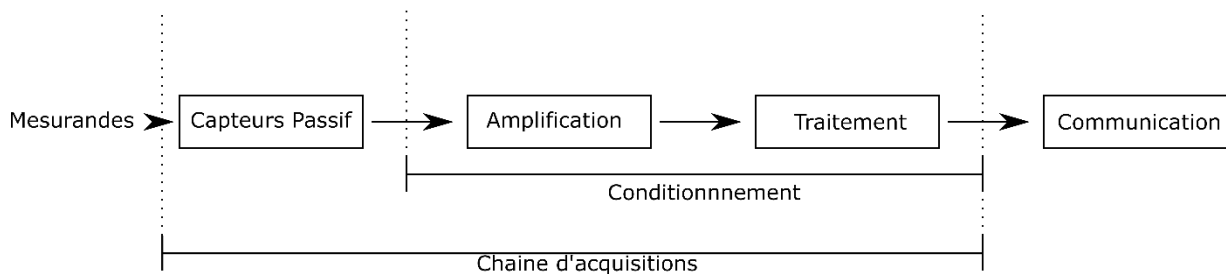 Mesurandes
Capteurs Passif
Amplification
Traitement
Communication
Conditionnnement
Chaine d'acquisitions